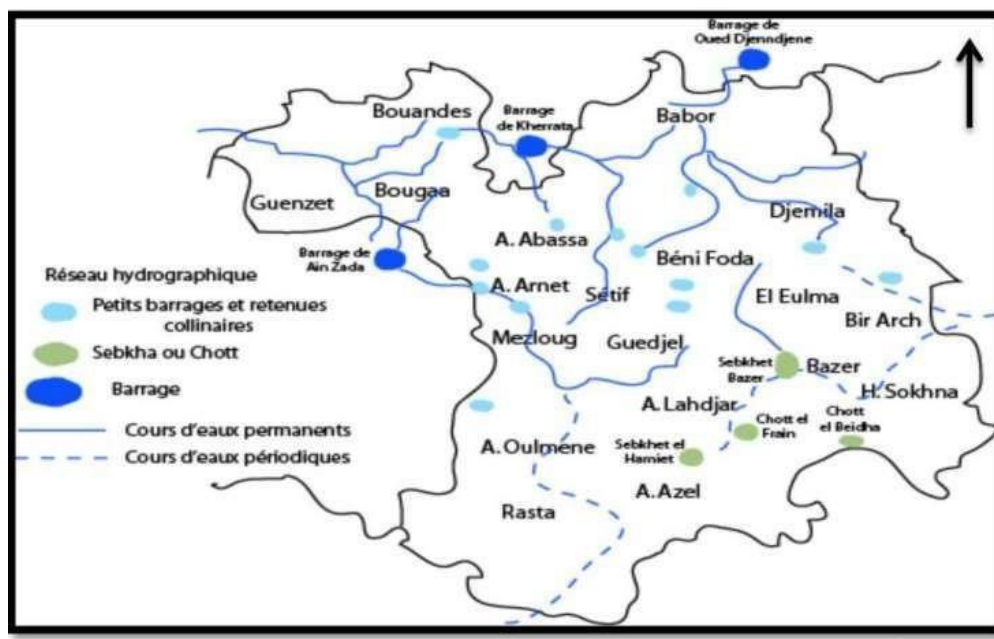 Barrage de
Oued Djenndjene
Bouandes
Barrage
de Kherrata
Babor
Guenzet
Bougaa
Djemila
A. Abassa
Barrage de
Ain Zada
Béni Foda
Réseau hydrographique
Petits barrages et retenues
collinaires
A. Arnet
Sétif
El Eulma
Bir Arch
Mezloug
Guedjel
Sebkha ou Chott
Sebkhet
Bazer
Bazer
Barrage
H. Sokhna
A. Lahdjar
Chott el
Frain
Chott
el Beidha
Cours d'eaux permanents
A. Oulmene
Sebkhet el
Hamiet
Cours d'eaux périodiques
A. Azel
Rasta